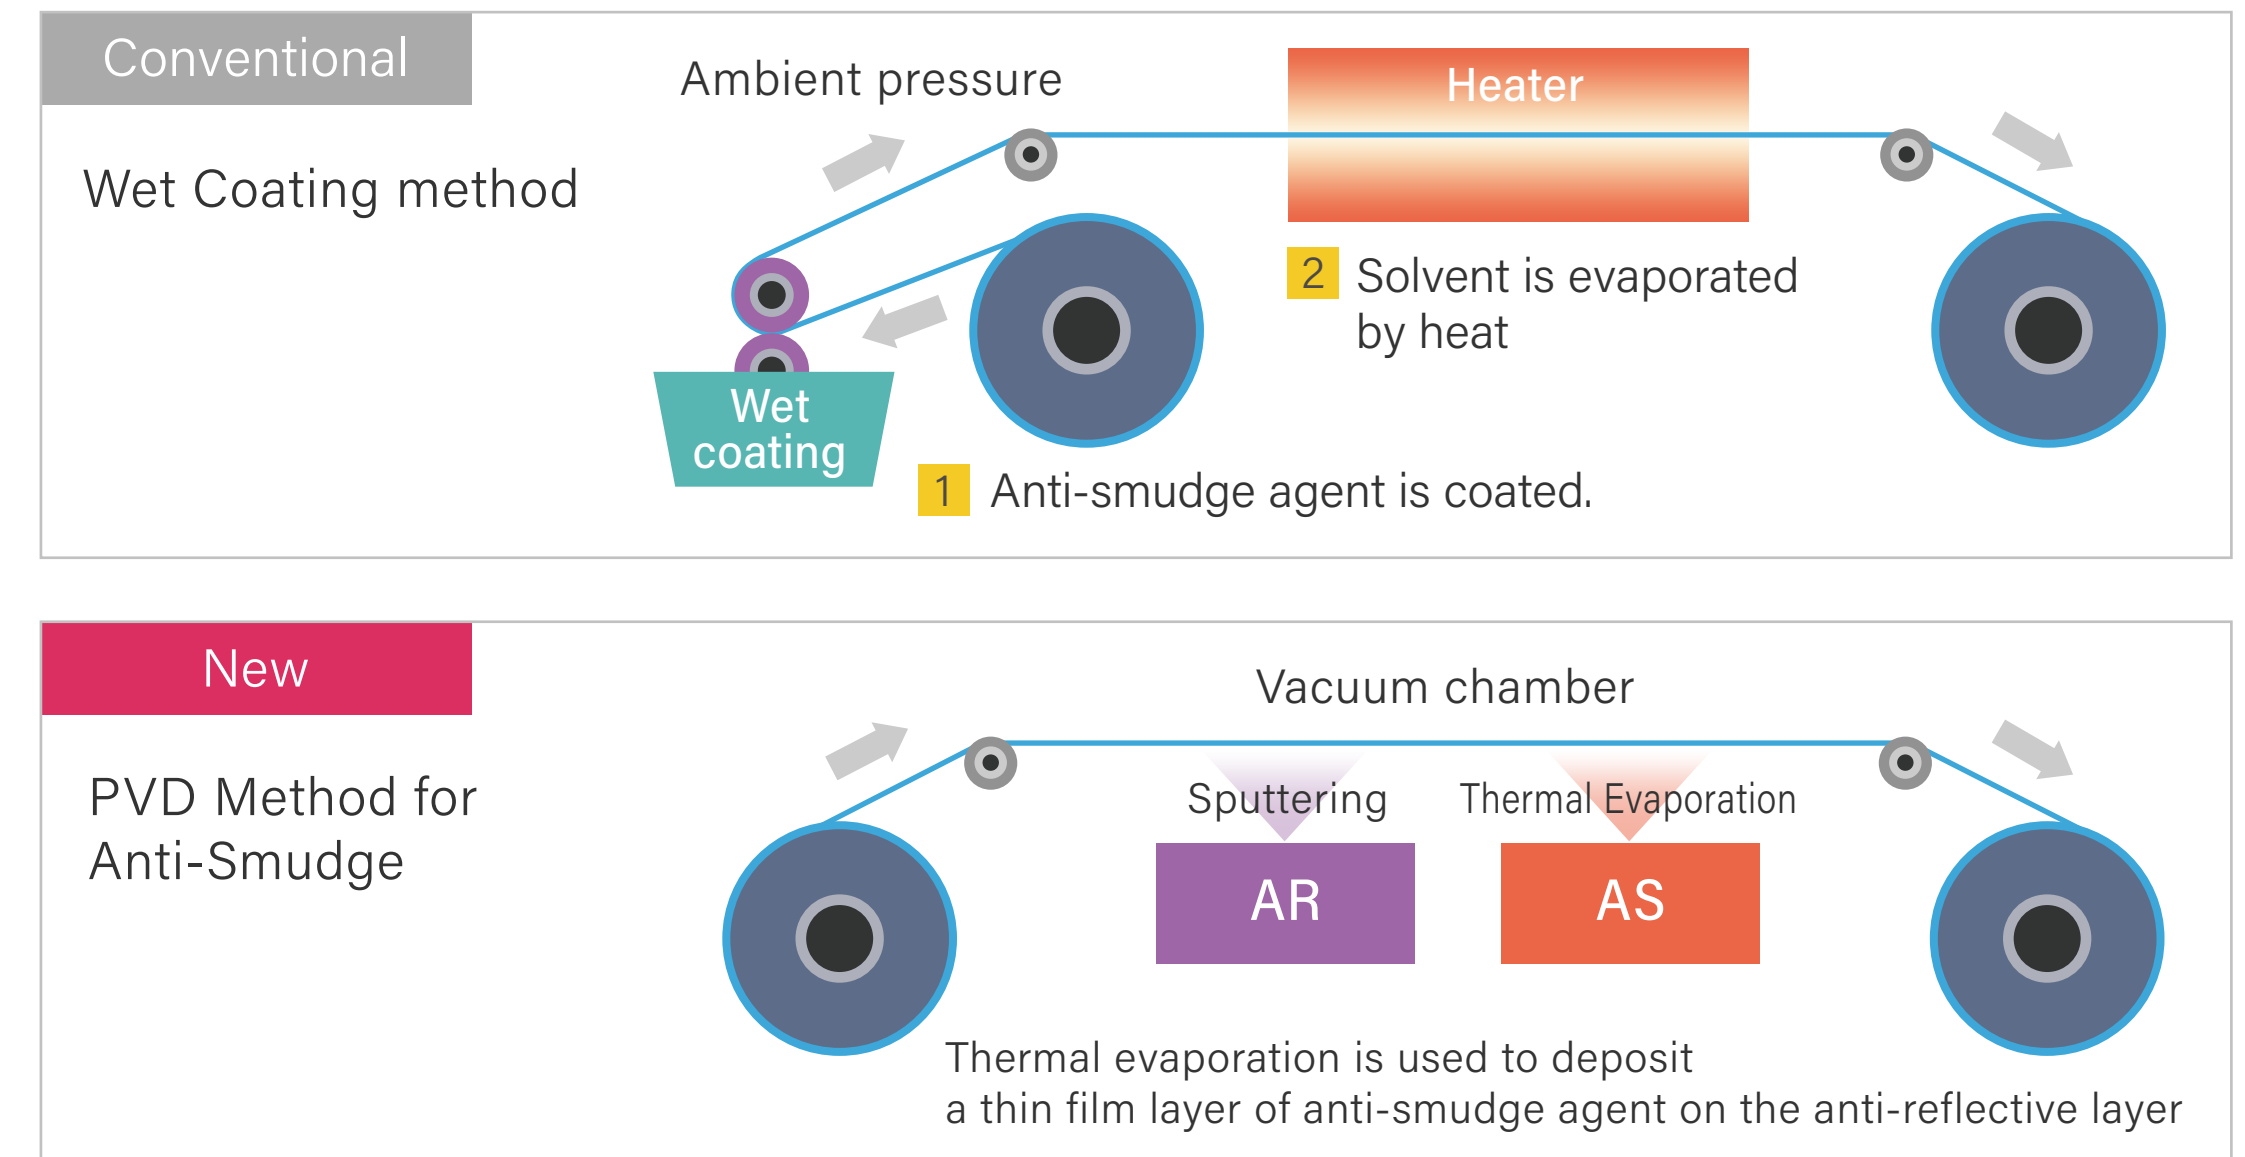 Conventional
Wet Coating method
Ambient pressure
Heater
2 Solvent is evaporated
by heat
Wet
coating
1 Anti-smudge agent is coated.
New
PVD Method for
Anti-Smudge
Vacuum chamber
Sputtering
Thermal Evaporation
AR
AS
Thermal evaporation is used to deposit
a thin film layer of anti-smudge agent on the anti-reflective layer